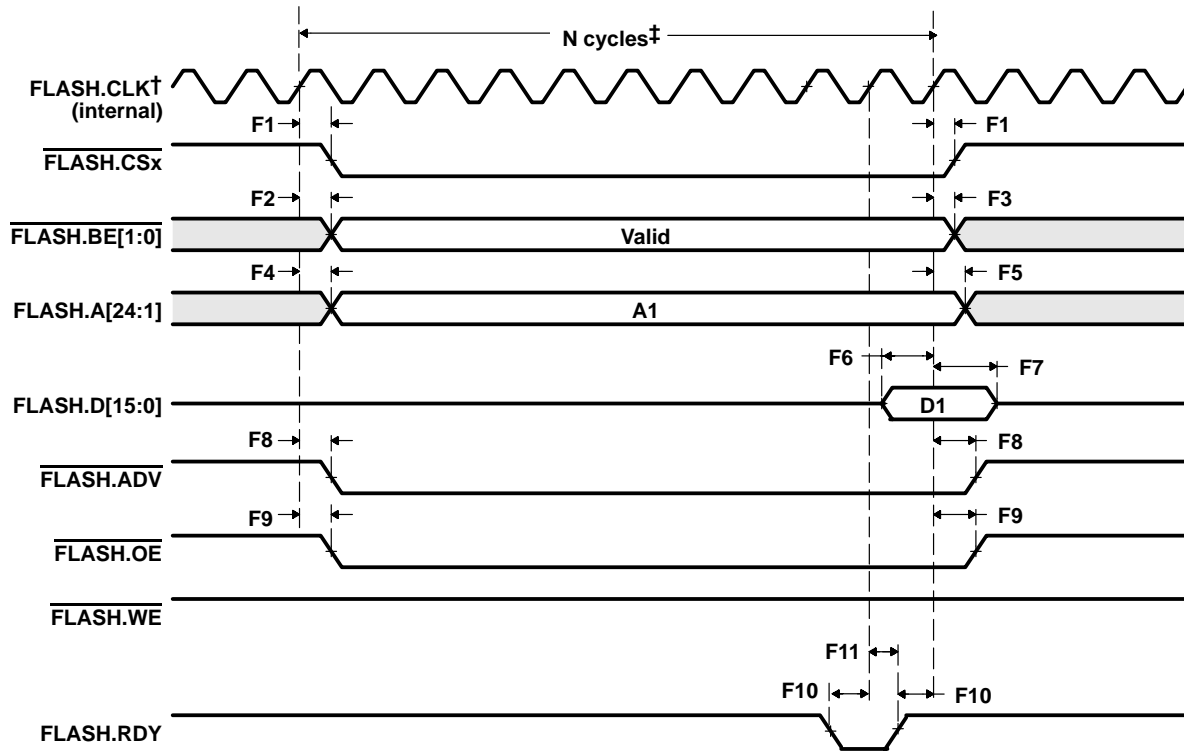 N cycles‡
FLASH.CLK†
(internal)
F1 F1
FLASH.CSx
F2 F3
FLASH.BE[1:0] Valid
F4 F5
FLASH.A[24:1] A1
F6 F7
FLASH.D[15:0] D1
F8 F8
FLASH.ADV
F9 F9
FLASH.OE
FLASH.WE
F11
F10 F10
FLASH.RDY